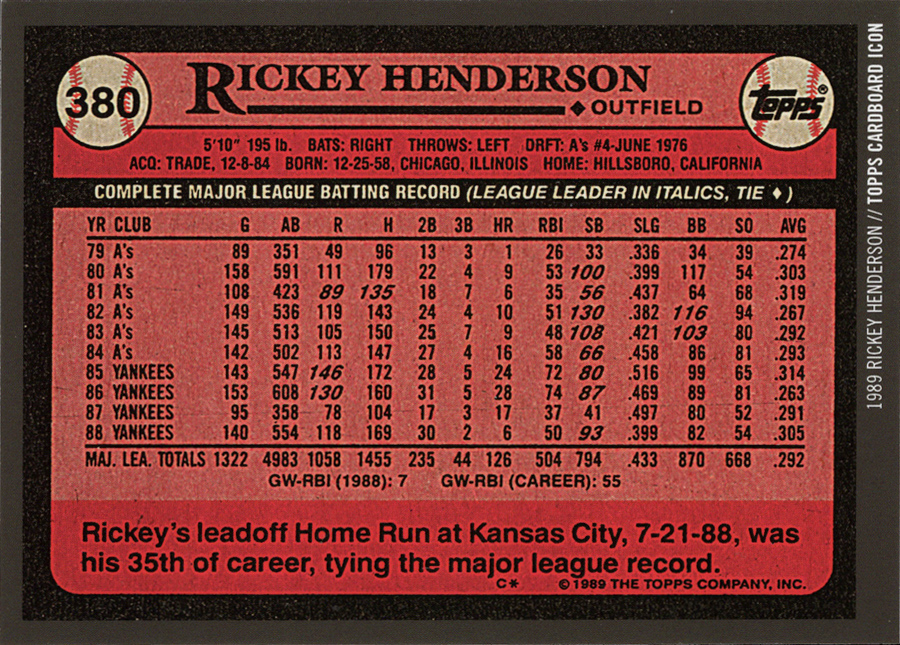 380
RICKEY HENDERSON
♦ OUTFIELD
Topps®
5'10" 195 lb. BATS: RIGHT THROWS: LEFT DRFT: A's #4-JUNE 1976
ACQ: TRADE, 12-8-84 BORN: 12-25-58, CHICAGO, ILLINOIS HOME: HILLSBORO, CALIFORNIA
COMPLETE MAJOR LEAGUE BATTING RECORD (LEAGUE LEADER IN ITALICS, TIE ♦)
YR CLUB G AB R H 2B 3B HR RBI SB SLG BB SO AVG
79 A's 89 351 49 96 13 3 1 26 33 .336 34 39 .274
80 A's 158 591 111 179 22 4 9 53 100 .399 117 54 .303
81 A's 108 423 89 135 18 7 6 35 56 .437 64 68 .319
82 A's 149 536 119 143 24 4 10 51 130 .382 116 94 .267
83 A's 145 513 105 150 25 7 9 48 108 .421 103 80 .292
84 A's 142 502 113 147 27 4 16 58 66 .458 86 81 .293
85 YANKEES 143 547 146 172 28 5 24 72 80 .516 99 65 .314
86 YANKEES 153 608 130 160 31 5 28 74 87 .469 89 81 .263
87 YANKEES 95 358 78 104 17 3 17 37 41 .497 80 52 .291
88 YANKEES 140 554 118 169 30 2 6 50 93 .399 82 54 .305
MAJ. LEA. TOTALS 1322 4983 1058 1455 235 44 126 504 794 .433 870 668 .292
GW-RBI (1988): 7 GW-RBI (CAREER): 55
Rickey's leadoff Home Run at Kansas City, 7-21-88, was
his 35th of career, tying the major league record.
C* ©1989 THE TOPPS COMPANY, INC.
1989 RICKEY HENDERSON // TOPPS CARDBOARD ICON